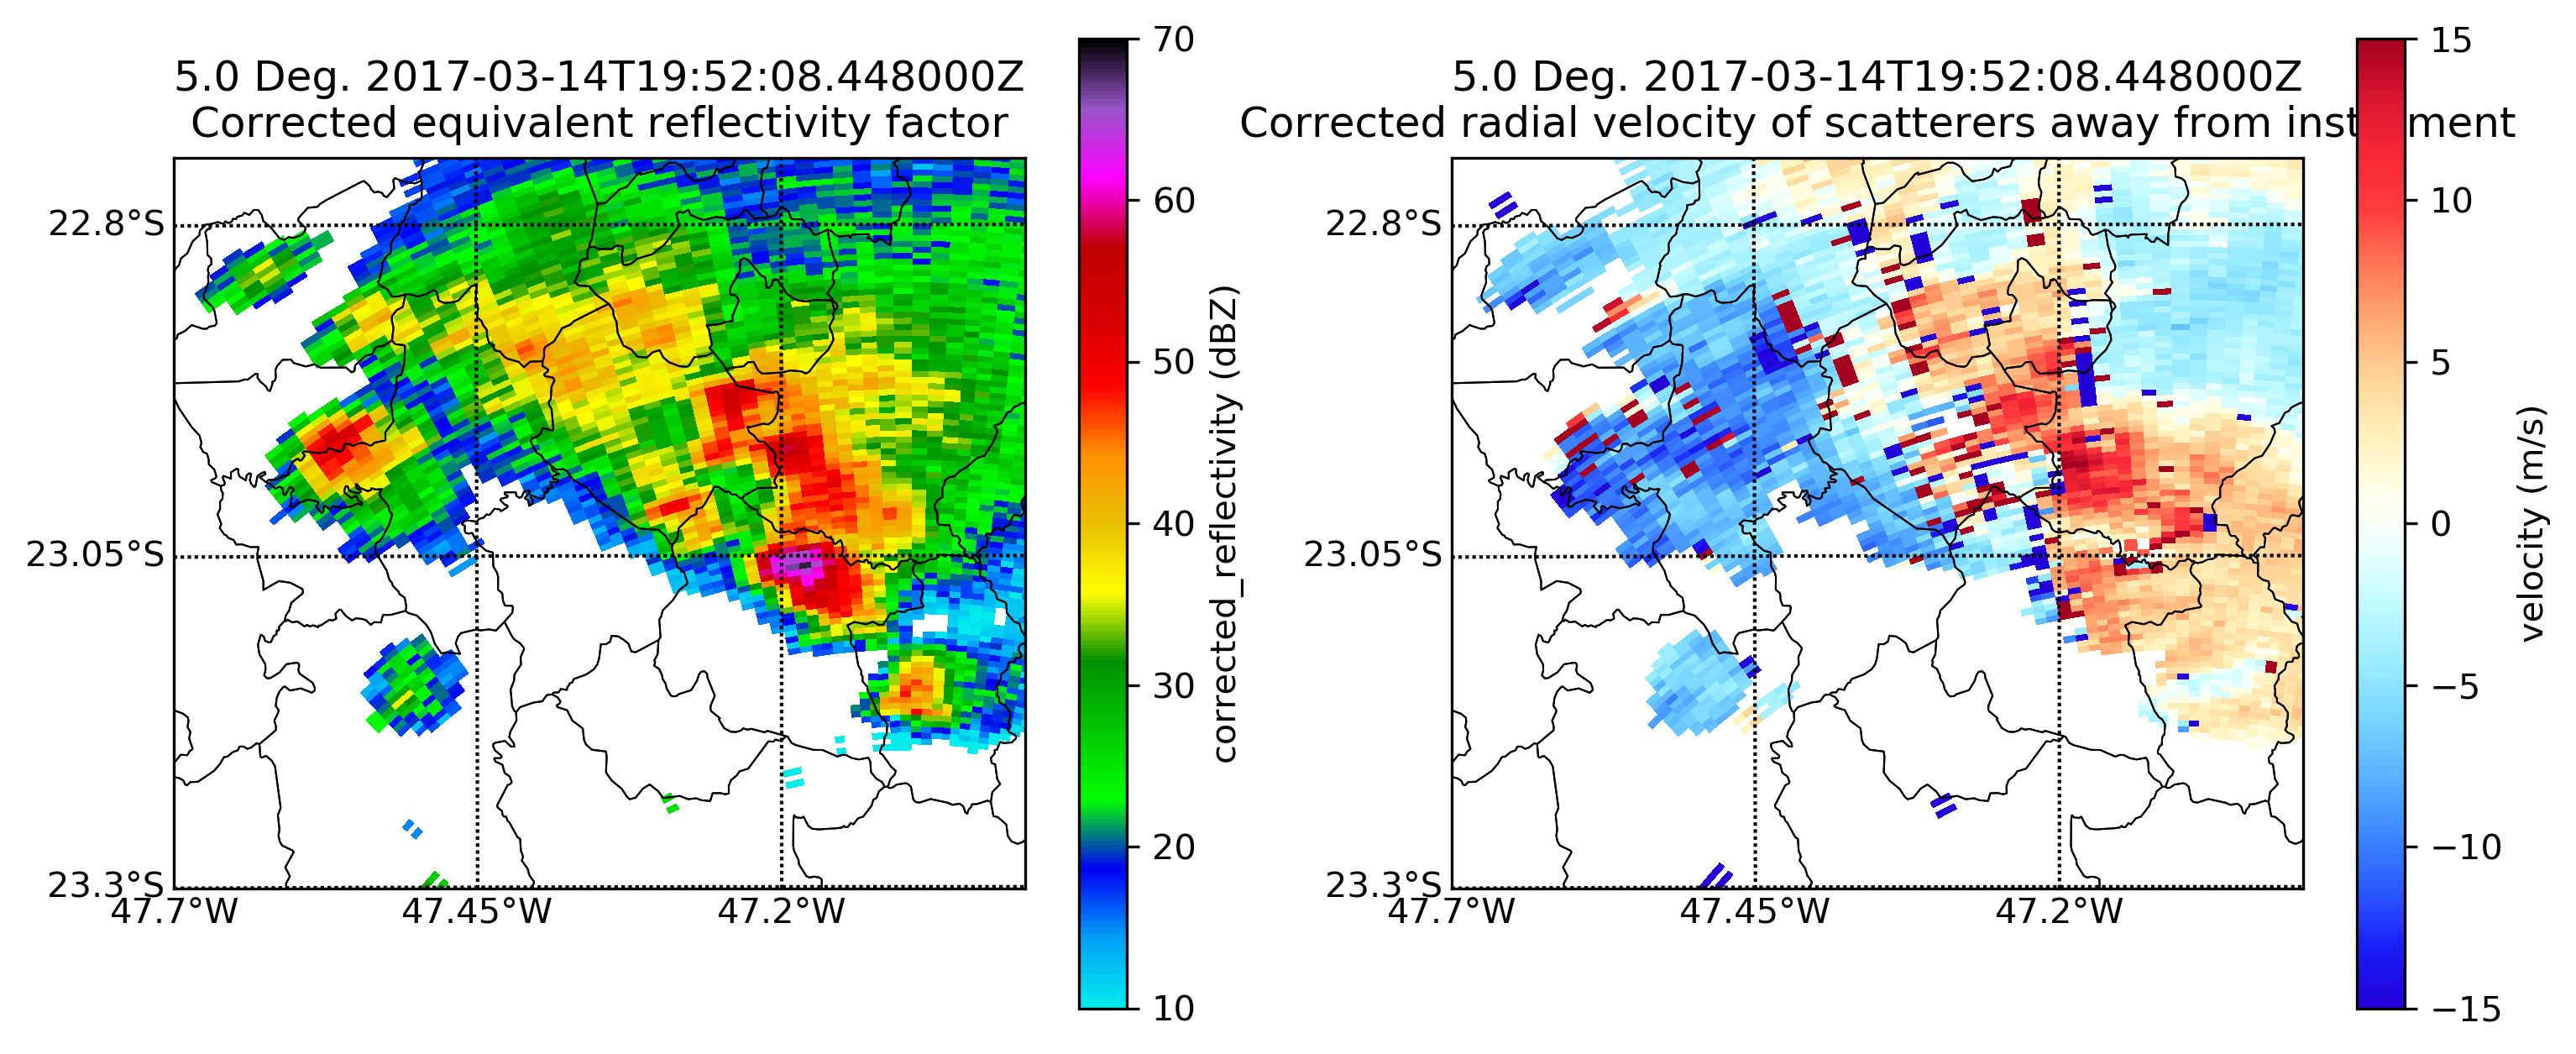 5.0 Deg. 2017-03-14T19:52:08.448000Z
Corrected equivalent reflectivity factor
22.8°S
23.05°S
23.3°S
47.7°W
47.45°W
47.2°W
70
60
50
40
30
20
10
corrected_reflectivity (dBZ)
5.0 Deg. 2017-03-14T19:52:08.448000Z
Corrected radial velocity of scatterers away from inst ment
22.8°S
23.05°S
23.3°S
47.7°W
47.45°W
47.2°W
15
10
5
0
−5
−10
−15
velocity (m/s)